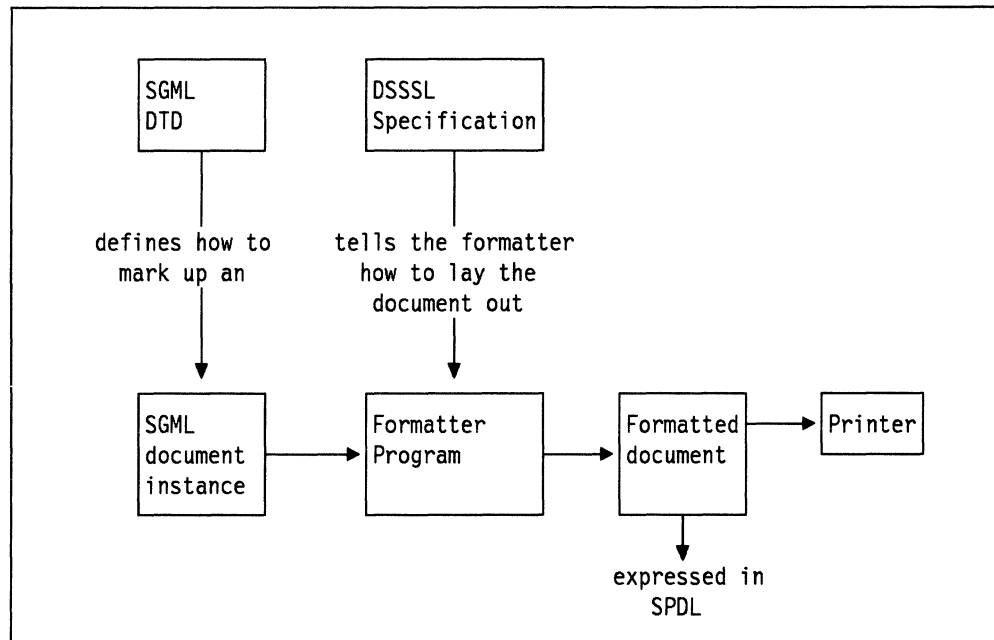 SGML
DTD
DSSSL
Specification
defines how to
mark up an
tells the formatter
how to lay the
document out
SGML
document
instance
Formatter
Program
Formatted
document
Printer
expressed in
SPDL